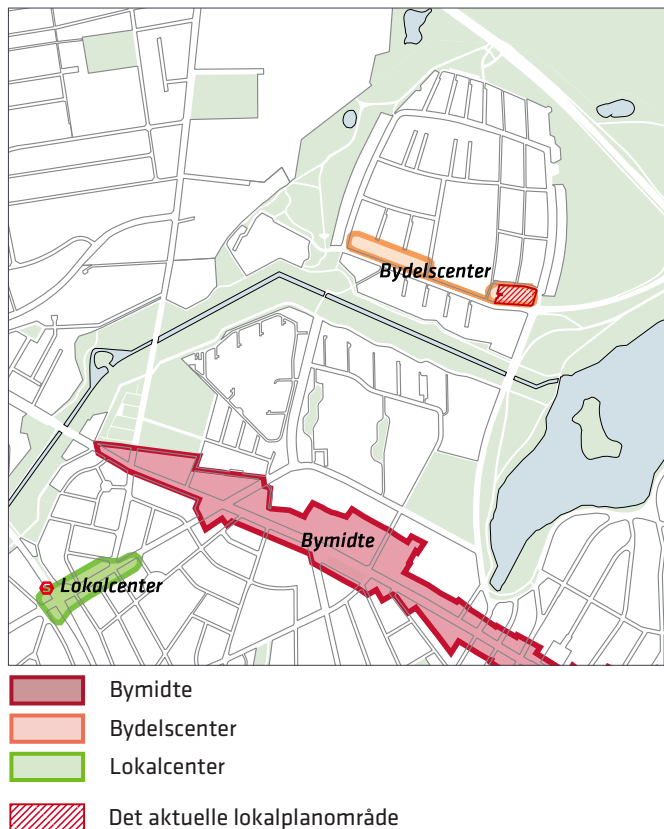 Bydelscenter
Bymidte
S Lokalcenter
Bymidte
Bydelscenter
Lokalcenter
Det aktuelle lokalplanområde